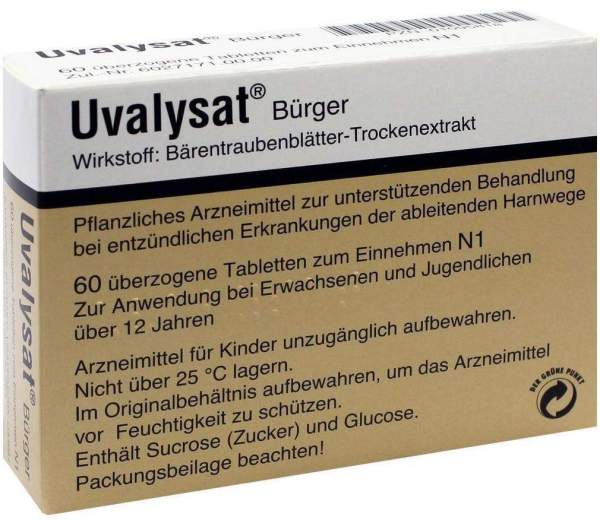 Uvalysat® Bürger
60 überzogene Tabletten zum Einnehmen N1
Zul.-Nr. 6027171.00.00
Uvalysat® Bürger
Wirkstoff: Bärentraubenblätter-Trockenextrakt
Pflanzliches Arzneimittel zur unterstützenden Behandlung
bei entzündlichen Erkrankungen der ableitenden Harnwege
60 überzogene Tabletten zum Einnehmen N1
Zur Anwendung bei Erwachsenen und Jugendlichen
über 12 Jahren
Arzneimittel für Kinder unzugänglich aufbewahren.
Nicht über 25 °C lagern.
Im Originalbehältnis aufbewahren, um das Arzneimittel
vor Feuchtigkeit zu schützen.
Enthält Sucrose (Zucker) und Glucose.
Packungsbeilage beachten!
DER GRÜNE PUNKT
Uvalysat® Bürger